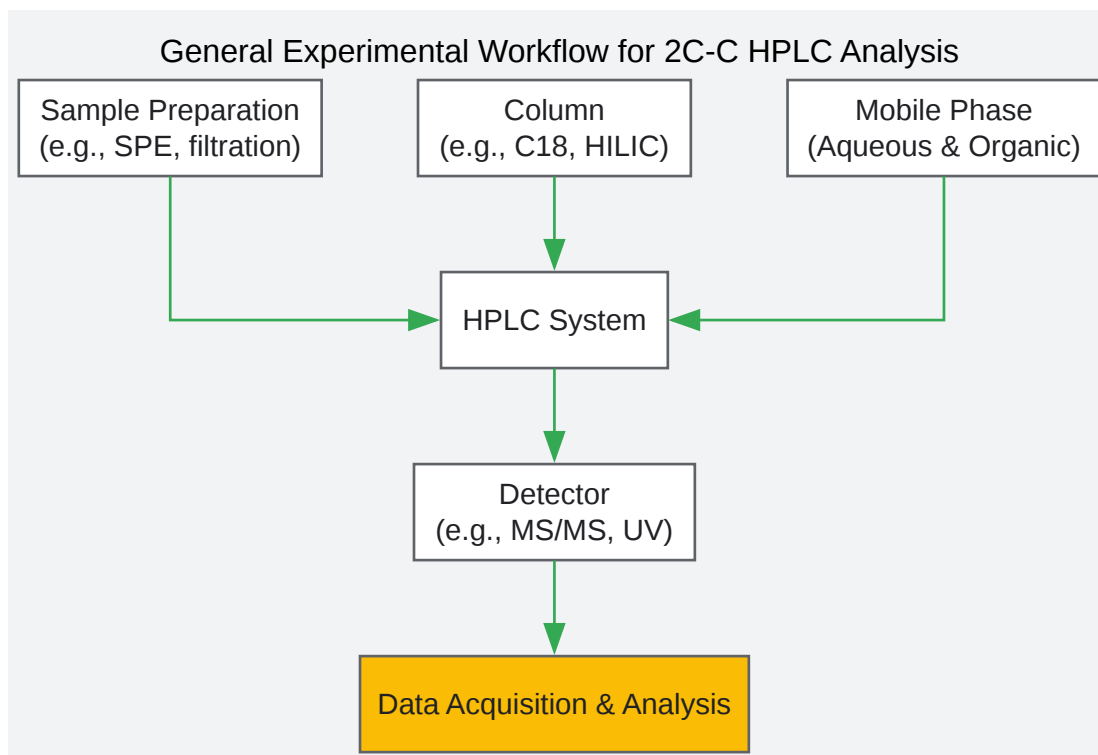 General Experimental Workflow for 2C-C HPLC Analysis
Sample Preparation
(e.g., SPE, filtration)
Column
(e.g., C18, HILIC)
Mobile Phase
(Aqueous & Organic)
HPLC System
Detector
(e.g., MS/MS, UV)
Data Acquisition & Analysis